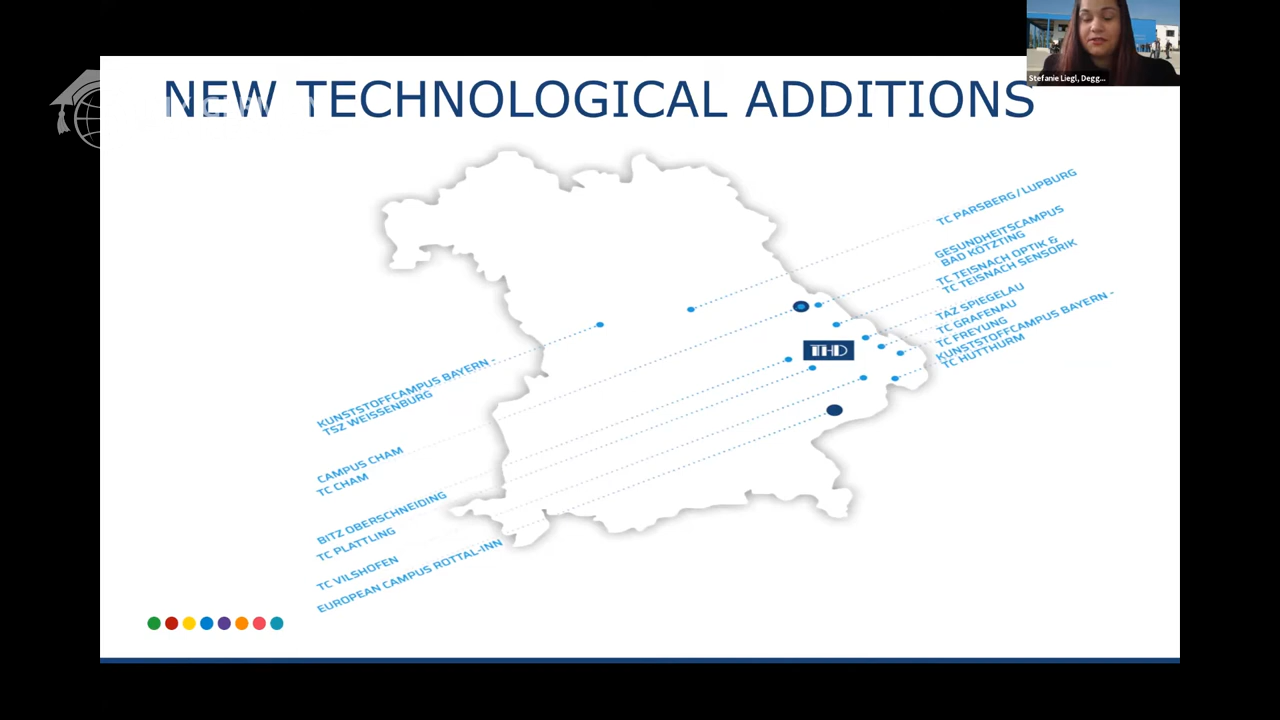 Stefanie Liegl, Degg...
NEW TECHNOLOGICAL ADDITIONS
TC PARSBERG / LUPBURG
GESUNDHEITSCAMPUS
BAD KÖTZTING
TC TEISNACH OPTIK &
TC TEISNACH SENSORIK
TAZ SPIEGELAU
TC GRAFENAU
TC FREYUNG
KUNSTSTOFFCAMPUS BAYERN -
TC HUTTHURM
THD
KUNSTSTOFFCAMPUS BAYERN -
TSZ WEISSENBURG
CAMPUS CHAM
TC CHAM
BITZ OBERSCHNEIDING
TC PLATTLING
TC VILSHOFEN
EUROPEAN CAMPUS ROTTAL-INN